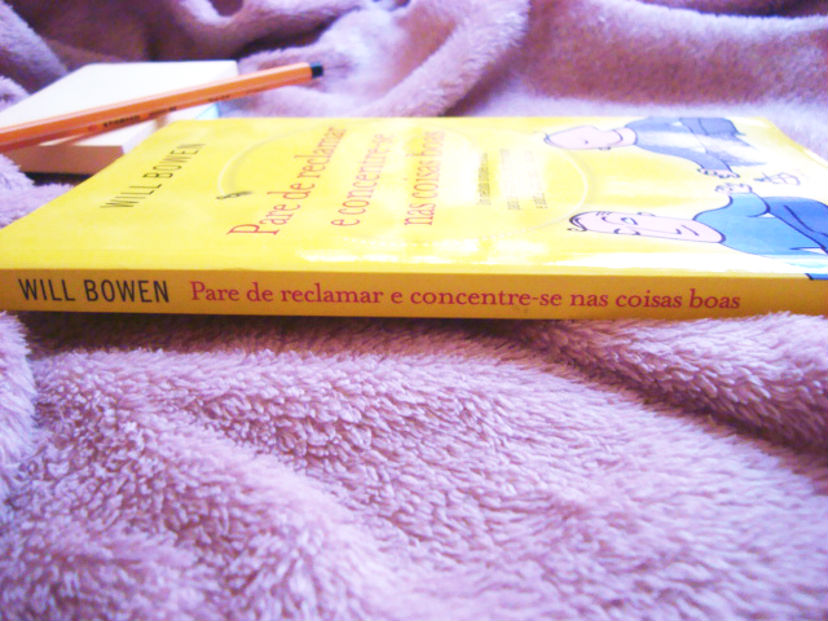 WILL BOWEN
Pare de reclamar
e concentre-se
nas coisas boas
WILL BOWEN Pare de reclamar e concentre-se nas coisas boas